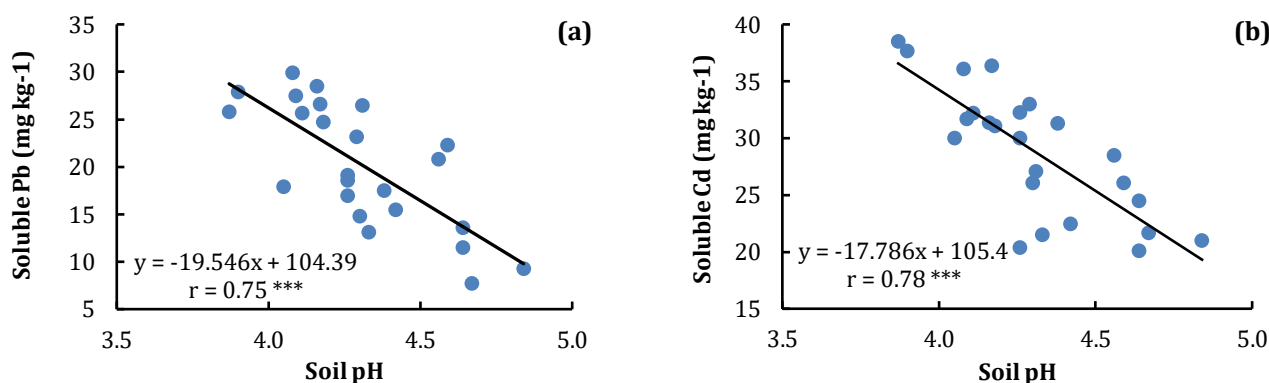 (a)
Soluble Pb (mg kg-1)
35
30
25
20
15
10
5
y = -19.546x + 104.39
r = 0.75 ***
3.5 4.0 4.5 5.0
Soil pH
(b)
Soluble Cd (mg kg-1)
40
35
30
25
20
15
y = -17.786x + 105.4
r = 0.78 ***
3.5 4.0 4.5 5.0
Soil pH